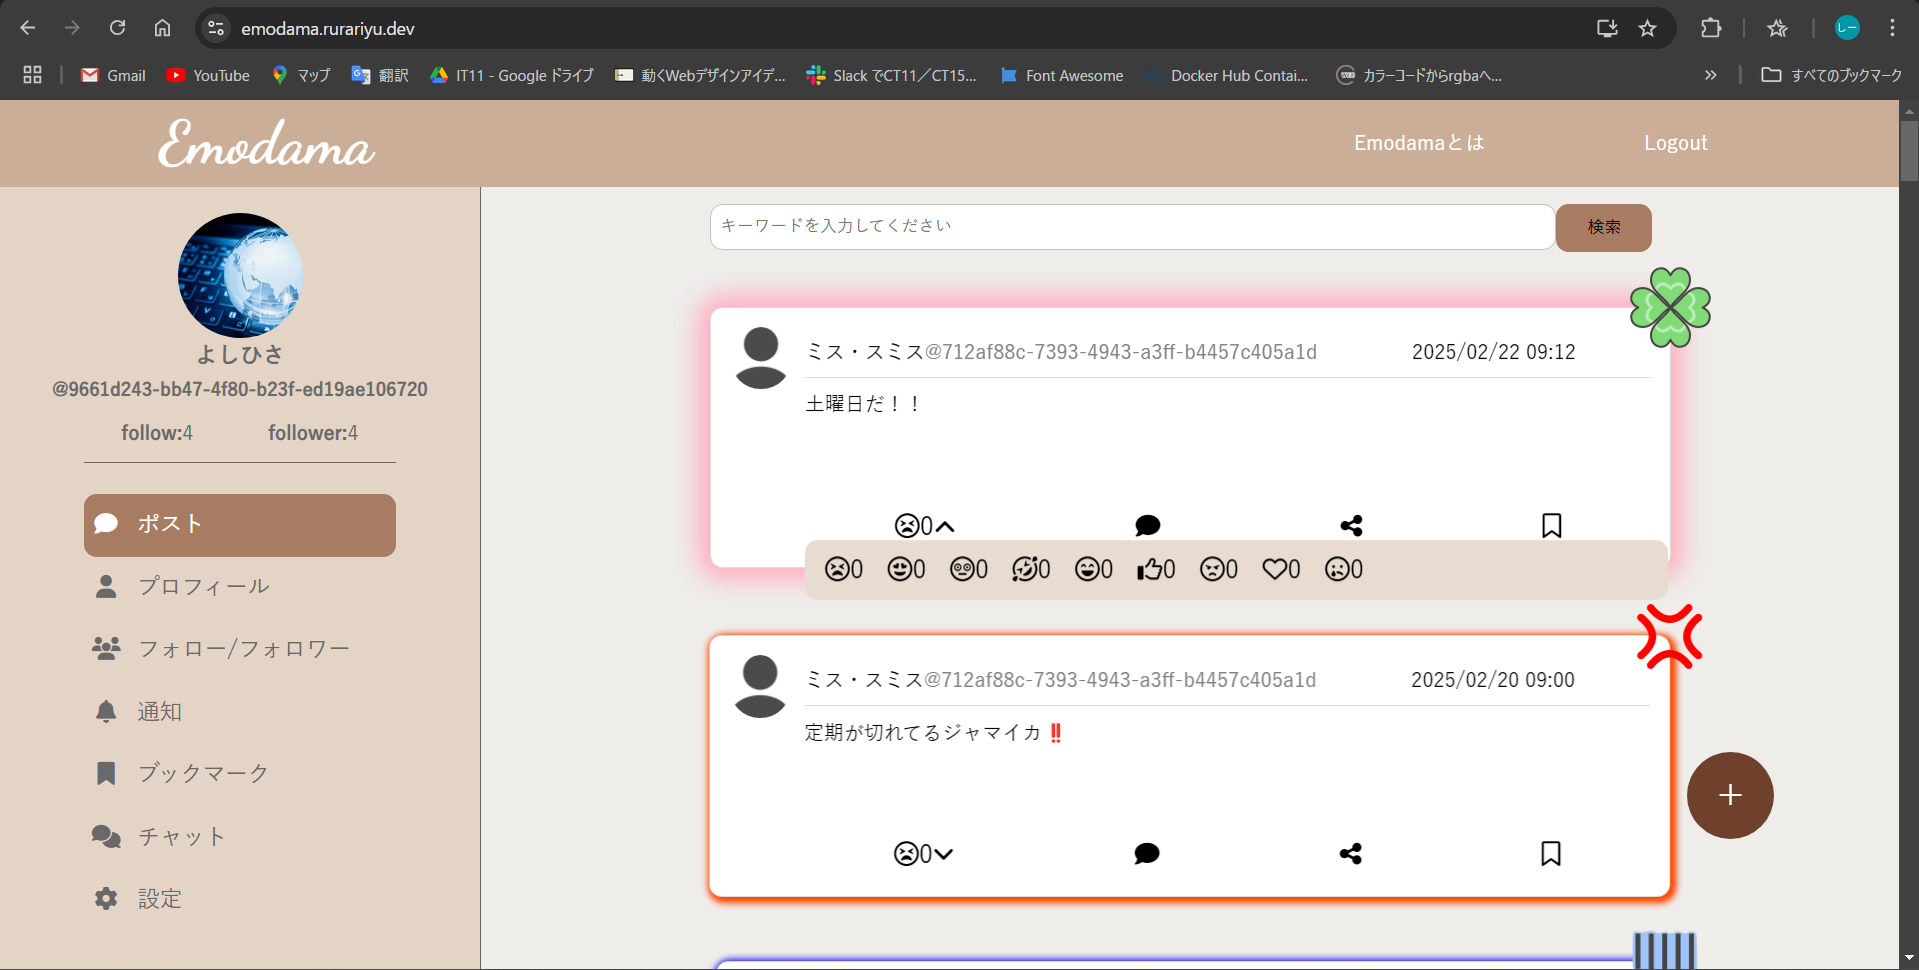 emodama.rurariyu.dev
しー
Gmail
YouTube
マップ
翻訳
IT11 - Google ドライブ
動くWebデザインアイデ...
Slack でCT11／CT15...
Font Awesome
Docker Hub Contai...
カラーコードからrgbaへ...
»
すべてのブックマーク
Emodama
Emodamaとは
Logout
よしひさ
@9661d243-bb47-4f80-b23f-ed19ae106720
follow:4
follower:4
ポスト
プロフィール
フォロー/フォロワー
通知
ブックマーク
チャット
設定
キーワードを入力してください
検索
ミス・スミス@712af88c-7393-4943-a3ff-b4457c405a1d
2025/02/22 09:12
土曜日だ！！
0
0 0 0 0 0 0 0 0 0
ミス・スミス@712af88c-7393-4943-a3ff-b4457c405a1d
2025/02/20 09:00
定期が切れてるジャマイカ‼
0
+